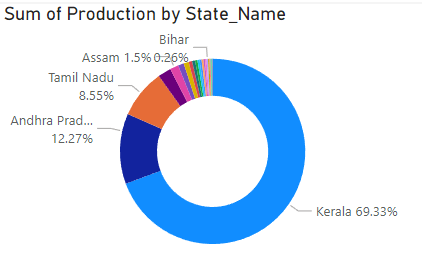 Sum of Production by State_Name
Bihar
Assam 1.5% 0.26%
Tamil Nadu
8.55%
Andhra Prad...
12.27%
Kerala 69.33%